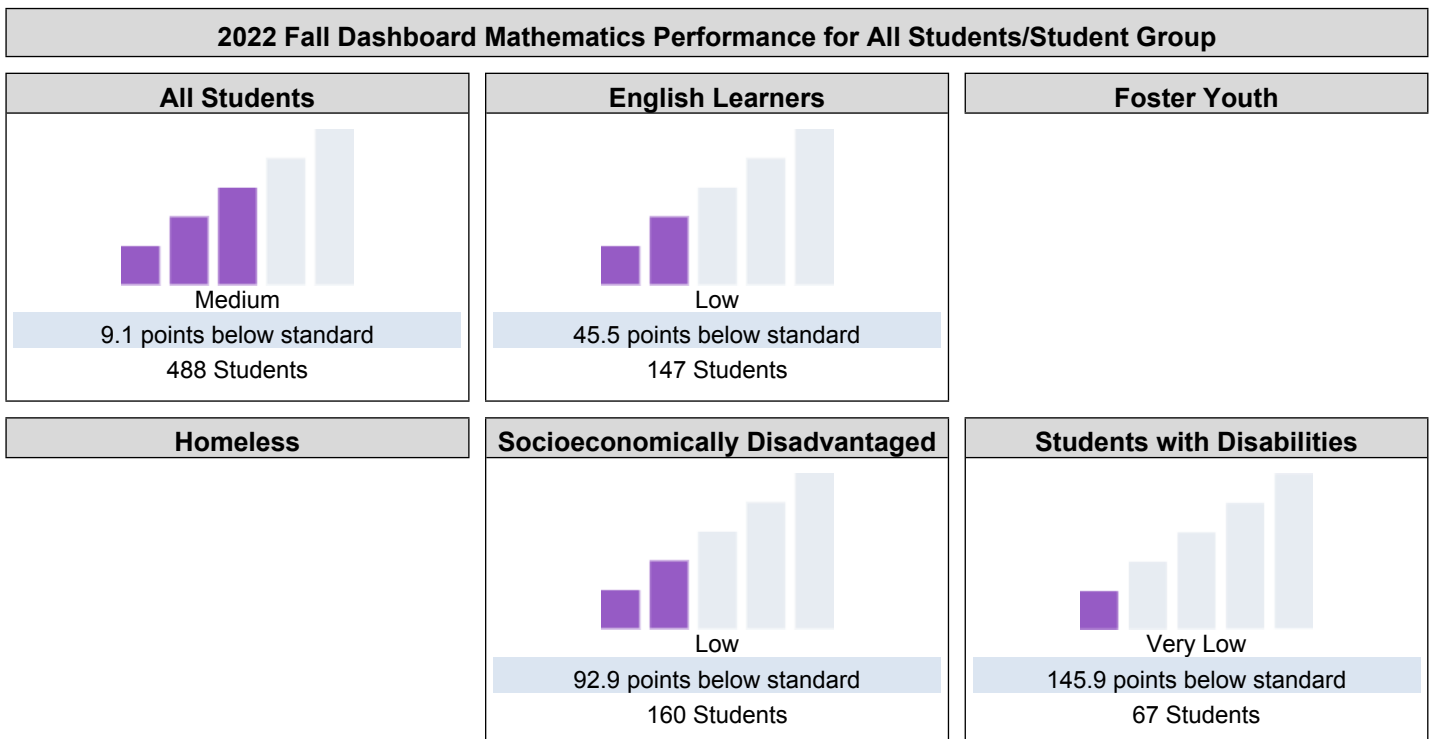 2022 Fall Dashboard Mathematics Performance for All Students/Student Group
All Students
Medium
9.1 points below standard
488 Students
English Learners
Low
45.5 points below standard
147 Students
Foster Youth
Homeless
Socioeconomically Disadvantaged
Low
92.9 points below standard
160 Students
Students with Disabilities
Very Low
145.9 points below standard
67 Students